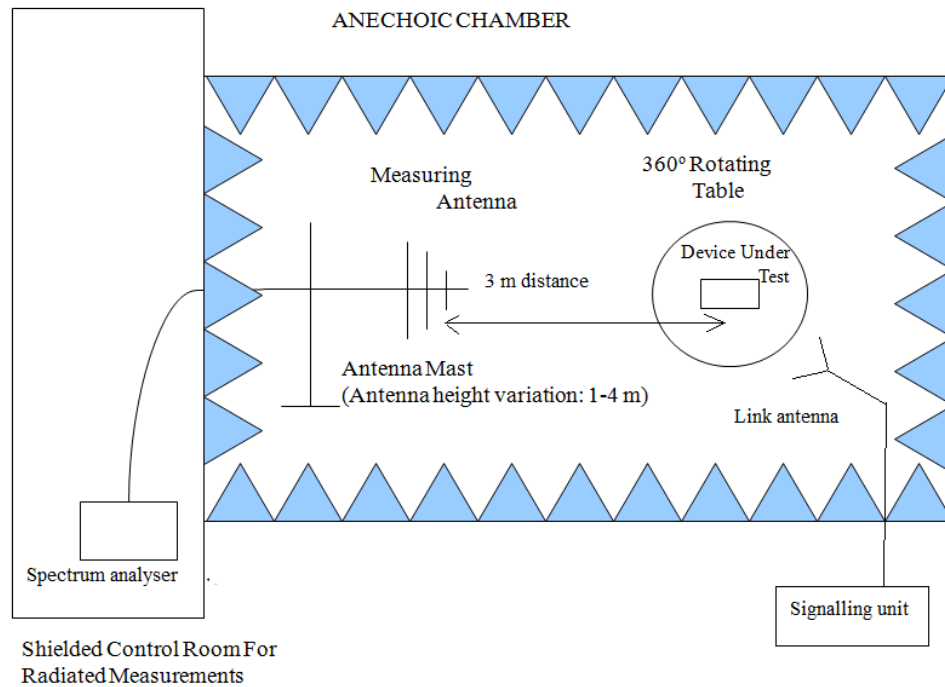 ANECHOIC CHAMBER
360º Rotating
Table
Measuring
Antenna
Device Under
Test
3 m distance
Antenna Mast
(Antenna height variation: 1-4 m)
Link antenna
Spectrum analyser
Signalling unit
Shielded Control Room For
Radiated Measurements